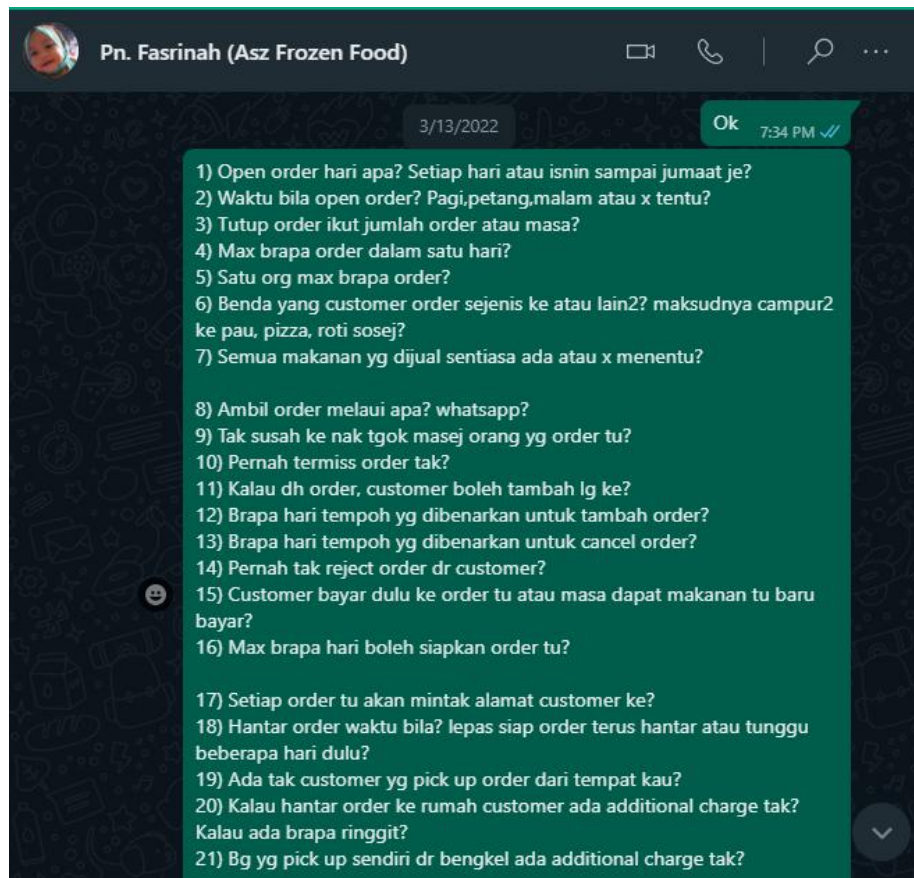 Pn. Fasrinah (Asz Frozen Food)
3/13/2022
Ok
7:34 PM
1) Open order hari apa? Setiap hari atau isnin sampai jumaat je?
2) Waktu bila open order? Pagi,petang,malam atau x tentu?
3) Tutup order ikut jumlah order atau masa?
4) Max brapa order dalam satu hari?
5) Satu org max brapa order?
6) Benda yang customer order sejenis ke atau lain2? maksudnya campur2
ke pau, pizza, roti sosej?
7) Semua makanan yg dijual sentiasa ada atau x menentu?
8) Ambil order melaui apa? whatsapp?
9) Tak susah ke nak tgok masej orang yg order tu?
10) Pernah termiss order tak?
11) Kalau dh order, customer boleh tambah lg ke?
12) Brapa hari tempoh yg dibenarkan untuk tambah order?
13) Brapa hari tempoh yg dibenarkan untuk cancel order?
14) Pernah tak reject order dr customer?
15) Customer bayar dulu ke order tu atau masa dapat makanan tu baru
bayar?
16) Max brapa hari boleh siapkan order tu?
17) Setiap order tu akan mintak alamat customer ke?
18) Hantar order waktu bila? lepas siap order terus hantar atau tunggu
beberapa hari dulu?
19) Ada tak customer yg pick up order dari tempat kau?
20) Kalau hantar order ke rumah customer ada additional charge tak?
Kalau ada brapa ringgit?
21) Bg yg pick up sendiri dr bengkel ada additional charge tak?